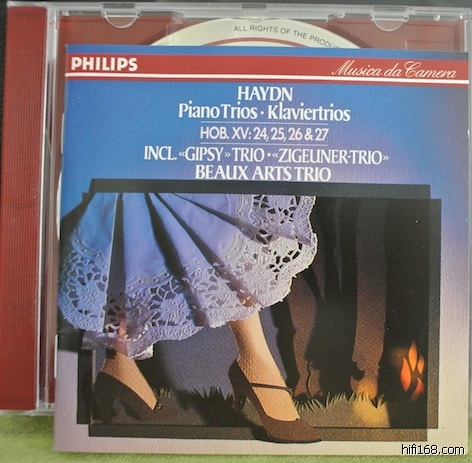 ALL RIGHTS OF THE PRODU
PHILIPS
Musica da Camera
HAYDN
Piano Trios · Klaviertrios
HOB. XV: 24, 25, 26 & 27
INCL. «GIPSY» TRIO · «ZIGEUNER-TRIO»
BEAUX ARTS TRIO
hifi168.com